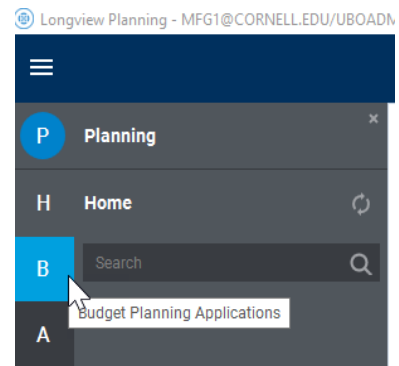 Longview Planning - MFG1@CORNELL.EDU/UBOADM
P Planning ×
H Home
B Search
Budget Planning Applications
A